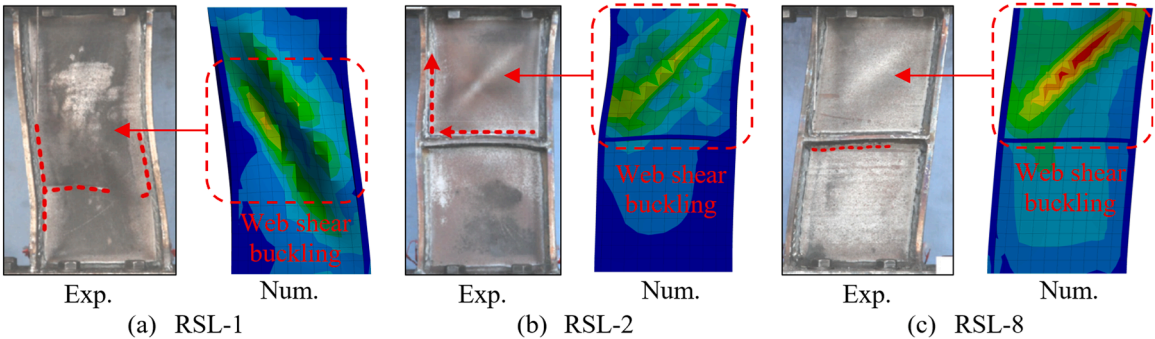 Web shear
buckling
Web shear
buckling
Web shear
buckling
Exp.
Num.
Exp.
Num.
Exp.
Num.
(a) RSL-1
(b) RSL-2
(c) RSL-8